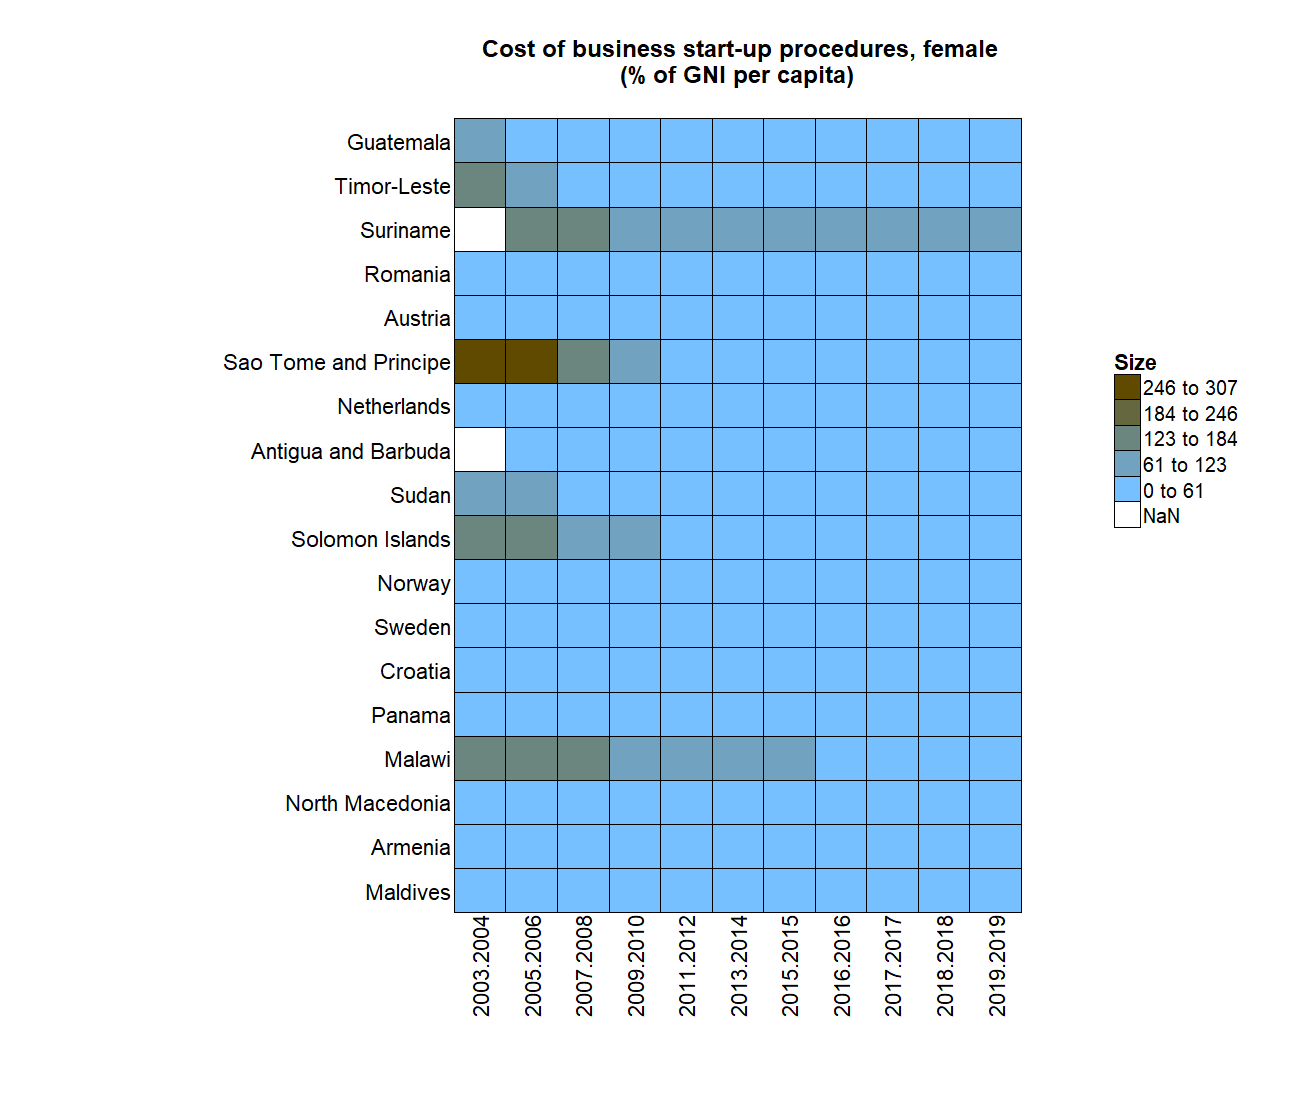 Cost of business start-up procedures, female
(% of GNI per capita)
Guatemala
Timor-Leste
Suriname
Romania
Austria
Sao Tome and Principe
Netherlands
Antigua and Barbuda
Sudan
Solomon Islands
Norway
Sweden
Croatia
Panama
Malawi
North Macedonia
Armenia
Maldives
2003.2004
2005.2006
2007.2008
2009.2010
2011.2012
2013.2014
2015.2015
2016.2016
2017.2017
2018.2018
2019.2019
Size
246 to 307
184 to 246
123 to 184
61 to 123
0 to 61
NaN